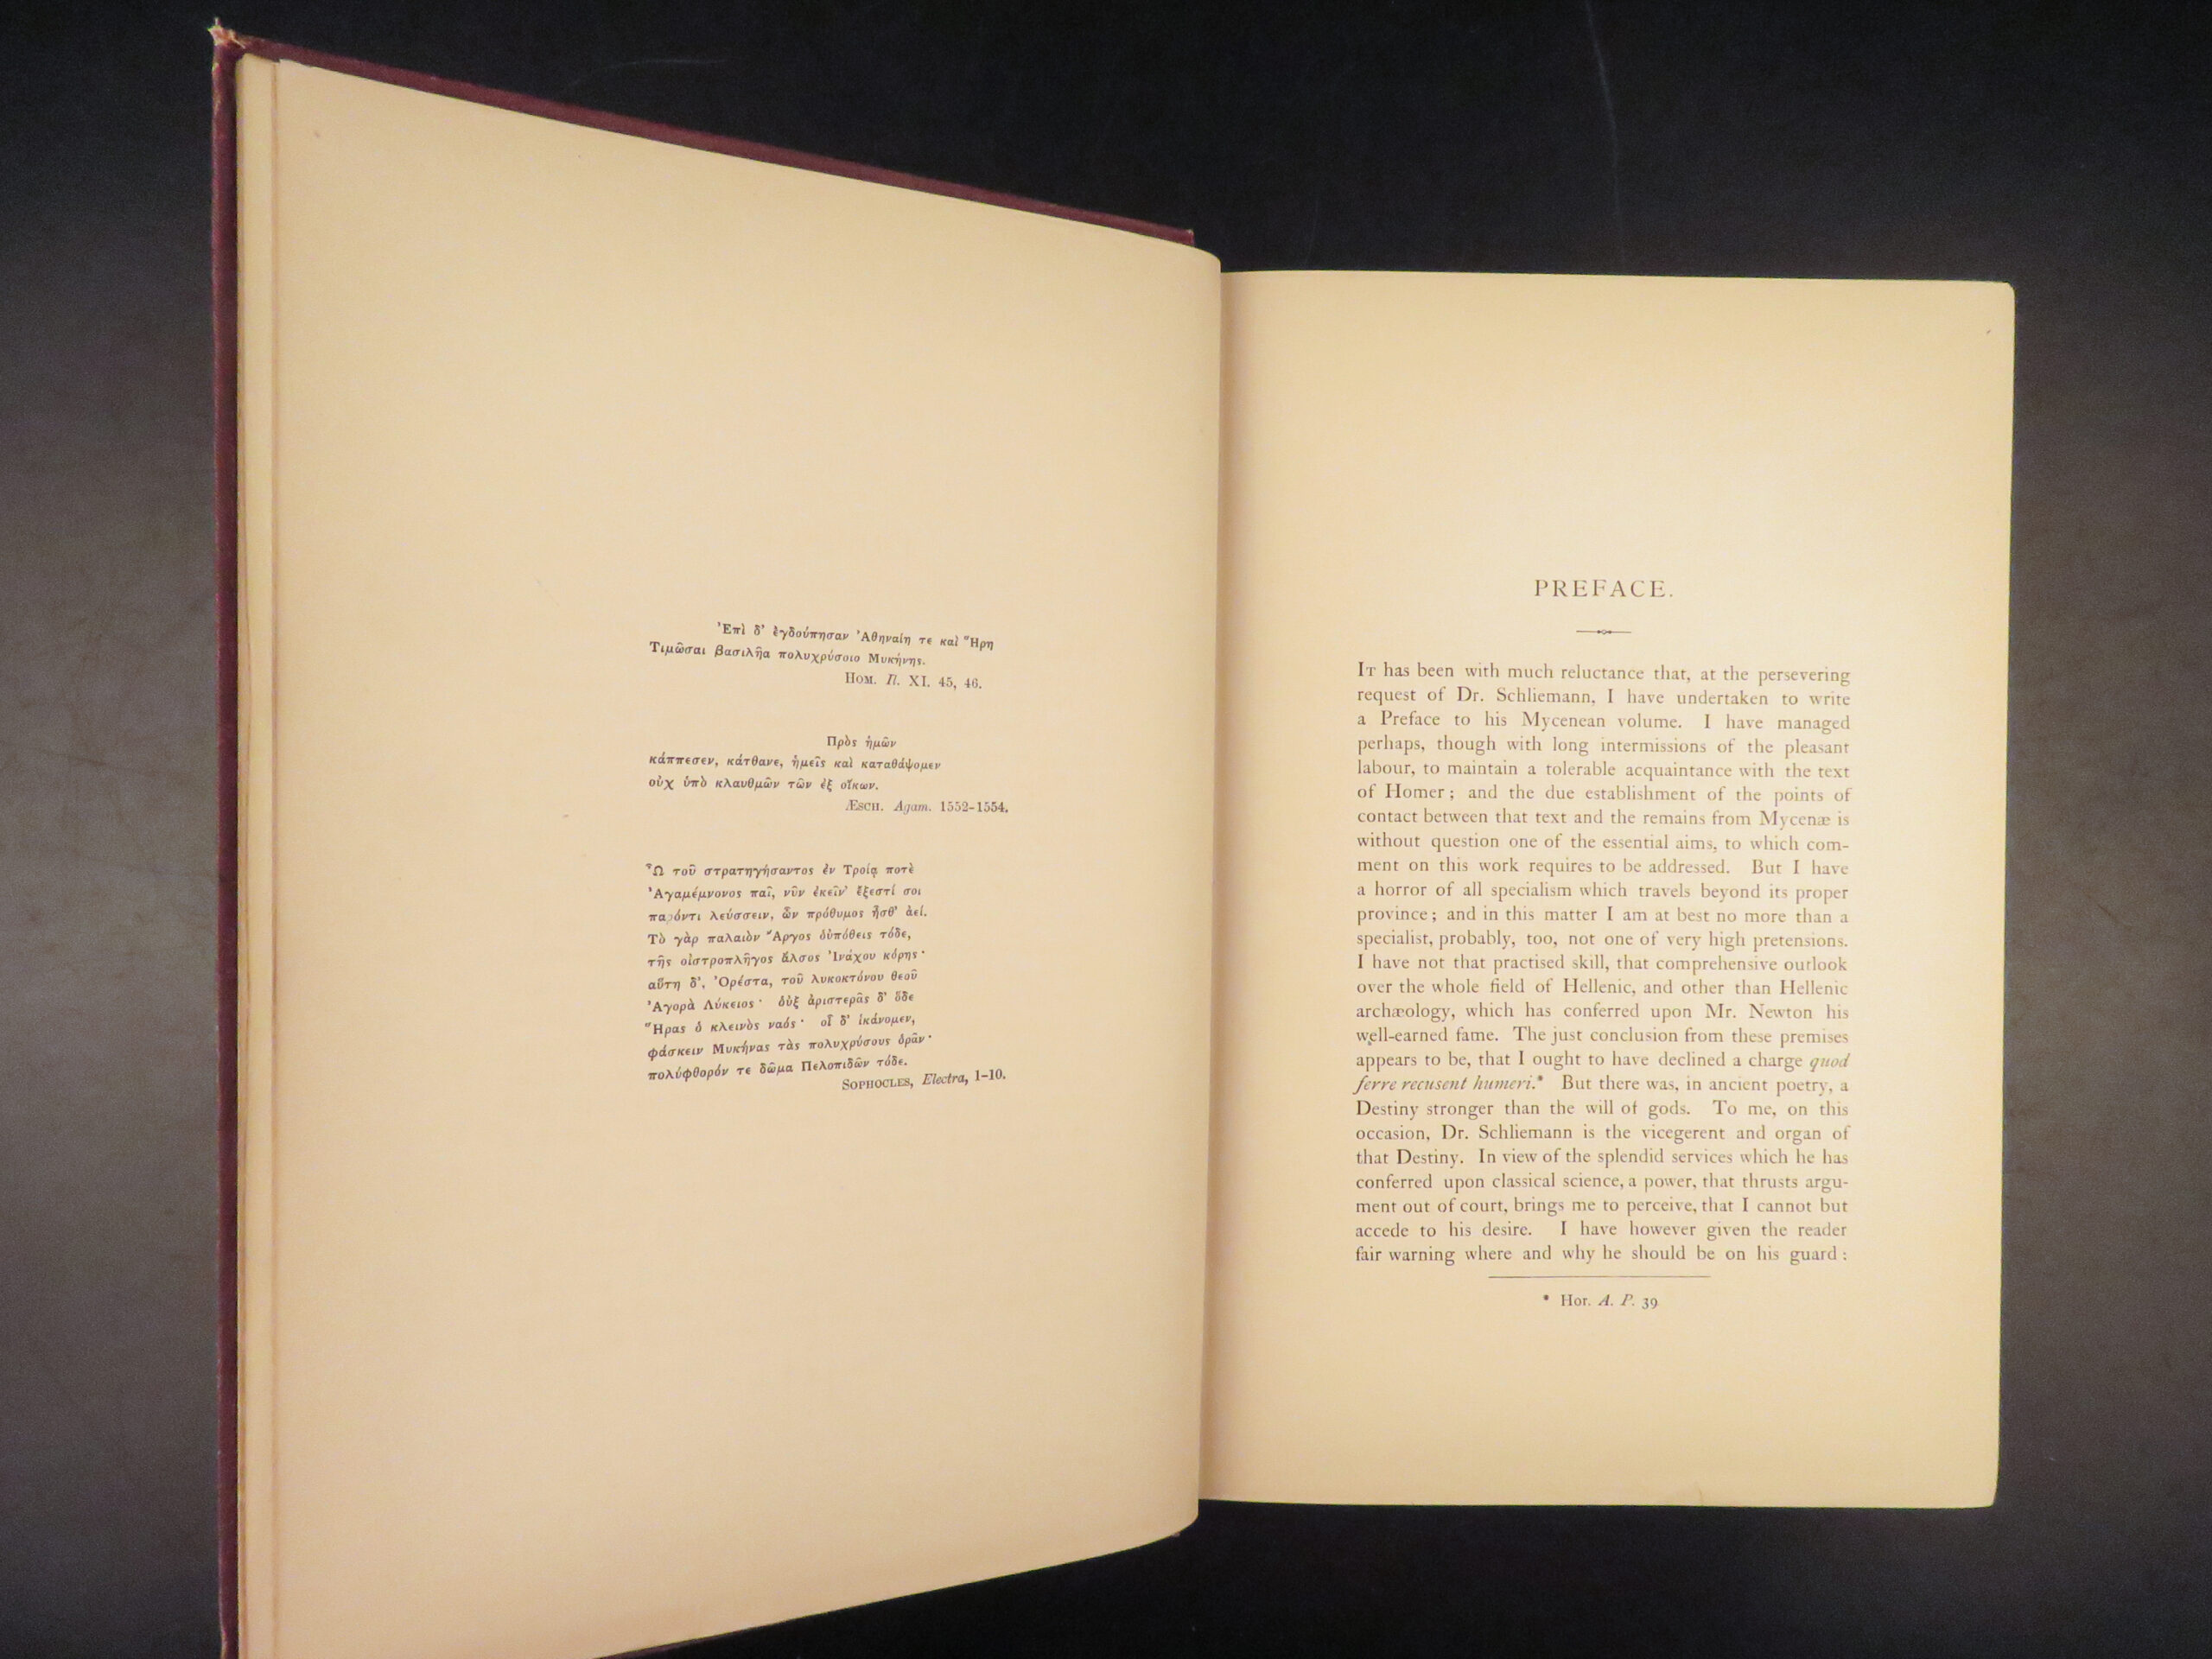 Ἐπὶ δ' ἐγδούπησαν Ἀθηναίη τε καὶ Ἥρη
Τιμῶσαι βασιλῆα πολυχρύσοιο Μυκήνης.
HOM. Il. XI. 45, 46.
Πρὸς ἡμῶν
κάππεσεν, κάτθανε, ἡμεῖς καὶ καταθάψομεν
οὐχ ὑπὸ κλαυθμῶν τῶν ἐξ οἴκων.
ÆSCH. Agam. 1552-1554.
Ὦ τοῦ στρατηγήσαντος ἐν Τροίᾳ ποτὲ
Ἀγαμέμνονος παῖ, νῦν ἐκεῖν' ἔξεστί σοι
παρόντι λεύσσειν, ὧν πρόθυμος ἦσθ' ἀεί.
Τὸ γὰρ παλαιὸν Ἄργος οὑπόθεις τόδε,
τῆς οἰστροπλῆγος ἄλσος Ἰνάχου κόρης·
αὕτη δ', Ὀρέστα, τοῦ λυκοκτόνου θεοῦ
Ἀγορὰ Λύκειος· οὑξ ἀριστερᾶς δ' ὅδε
Ἥρας ὁ κλεινὸς ναός· οἷ δ' ἱκάνομεν,
φάσκειν Μυκήνας τὰς πολυχρύσους ὁρᾶν·
πολύφθορόν τε δῶμα Πελοπιδῶν τόδε.
SOPHOCLES, Electra, 1-10.
PREFACE.
IT has been with much reluctance that, at the persevering
request of Dr. Schliemann, I have undertaken to write
a Preface to his Mycenean volume. I have managed
perhaps, though with long intermissions of the pleasant
labour, to maintain a tolerable acquaintance with the text
of Homer; and the due establishment of the points of
contact between that text and the remains from Mycenæ is
without question one of the essential aims, to which com-
ment on this work requires to be addressed. But I have
a horror of all specialism which travels beyond its proper
province; and in this matter I am at best no more than a
specialist, probably, too, not one of very high pretensions.
I have not that practised skill, that comprehensive outlook
over the whole field of Hellenic, and other than Hellenic
archæology, which has conferred upon Mr. Newton his
well-earned fame. The just conclusion from these premises
appears to be, that I ought to have declined a charge quod
ferre recusent humeri.* But there was, in ancient poetry, a
Destiny stronger than the will of gods. To me, on this
occasion, Dr. Schliemann is the vicegerent and organ of
that Destiny. In view of the splendid services which he has
conferred upon classical science, a power, that thrusts argu-
ment out of court, brings me to perceive, that I cannot but
accede to his desire. I have however given the reader
fair warning where and why he should be on his guard:
* Hor. A. P. 39